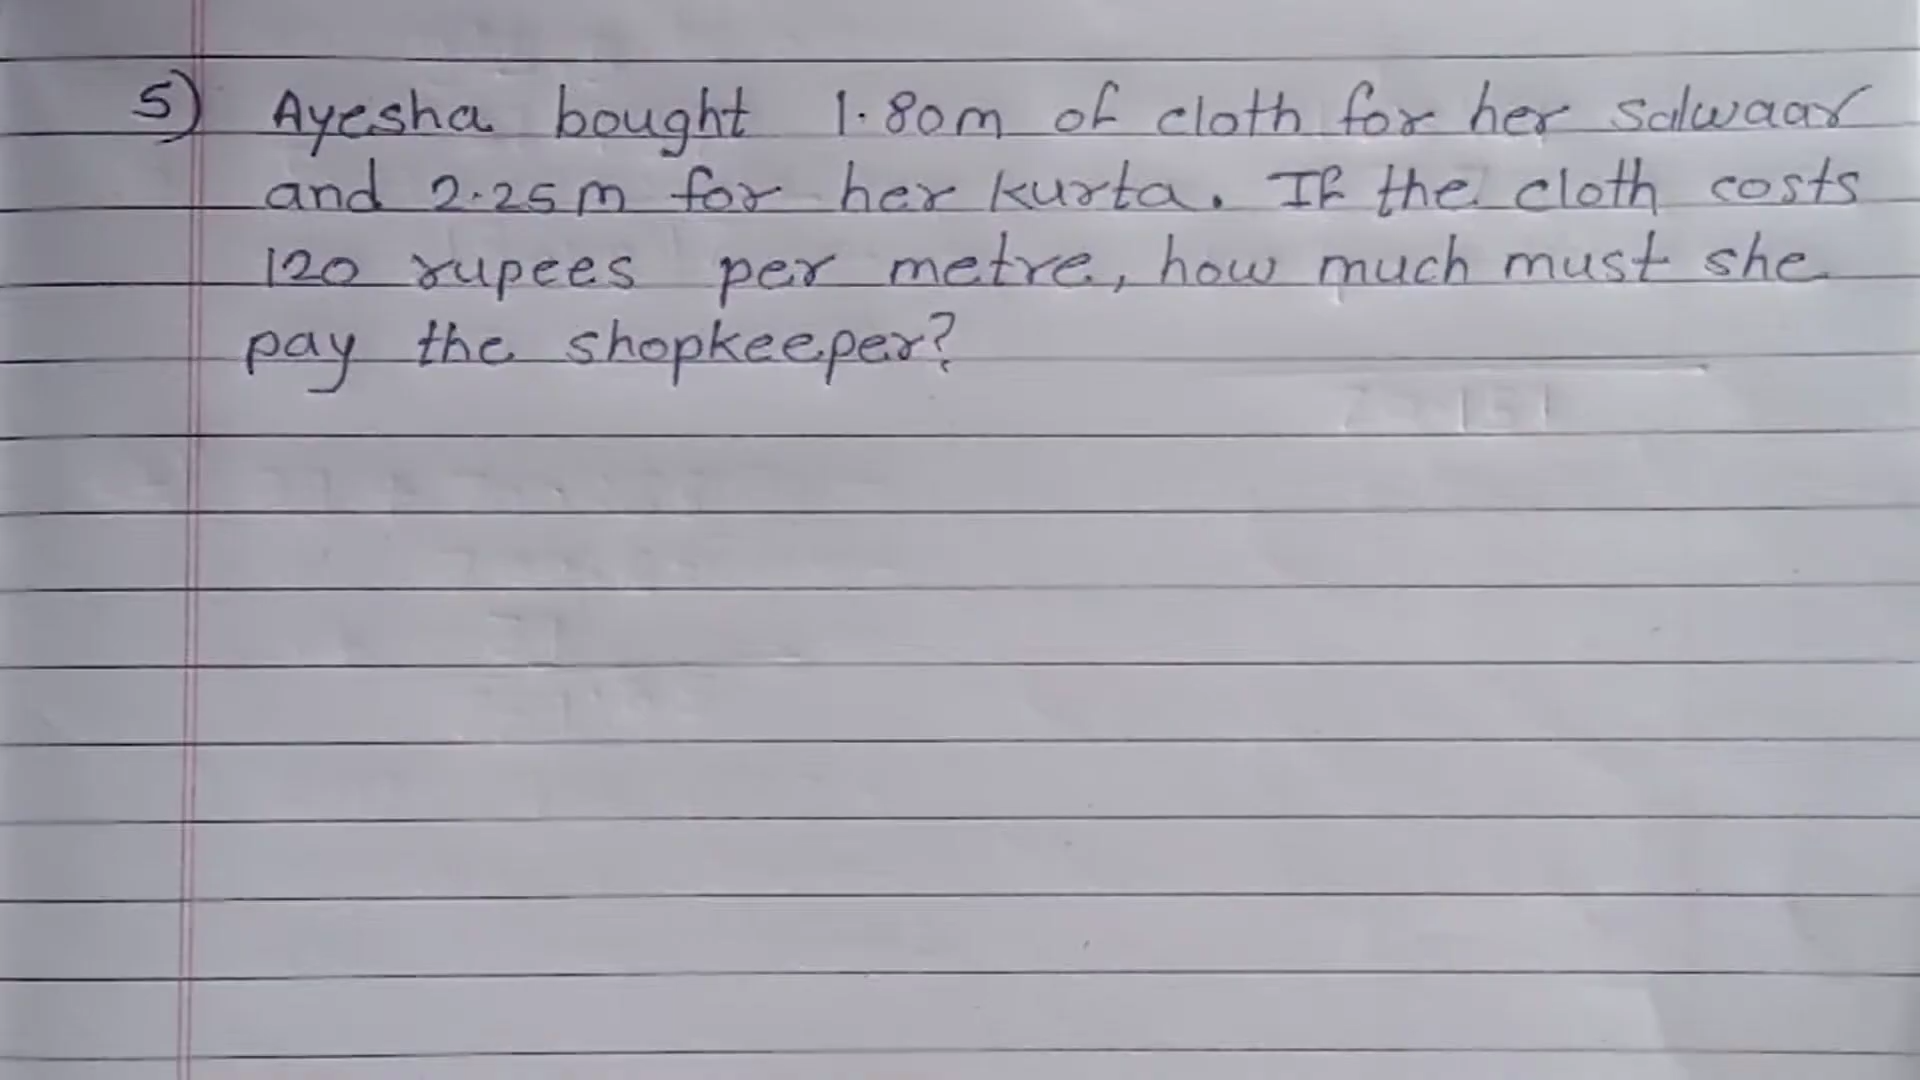 5) Ayesha bought 1.80m of cloth for her salwaar
and 2.25m for her kurta. If the cloth costs
120 rupees per metre, how much must she
pay the shopkeeper?